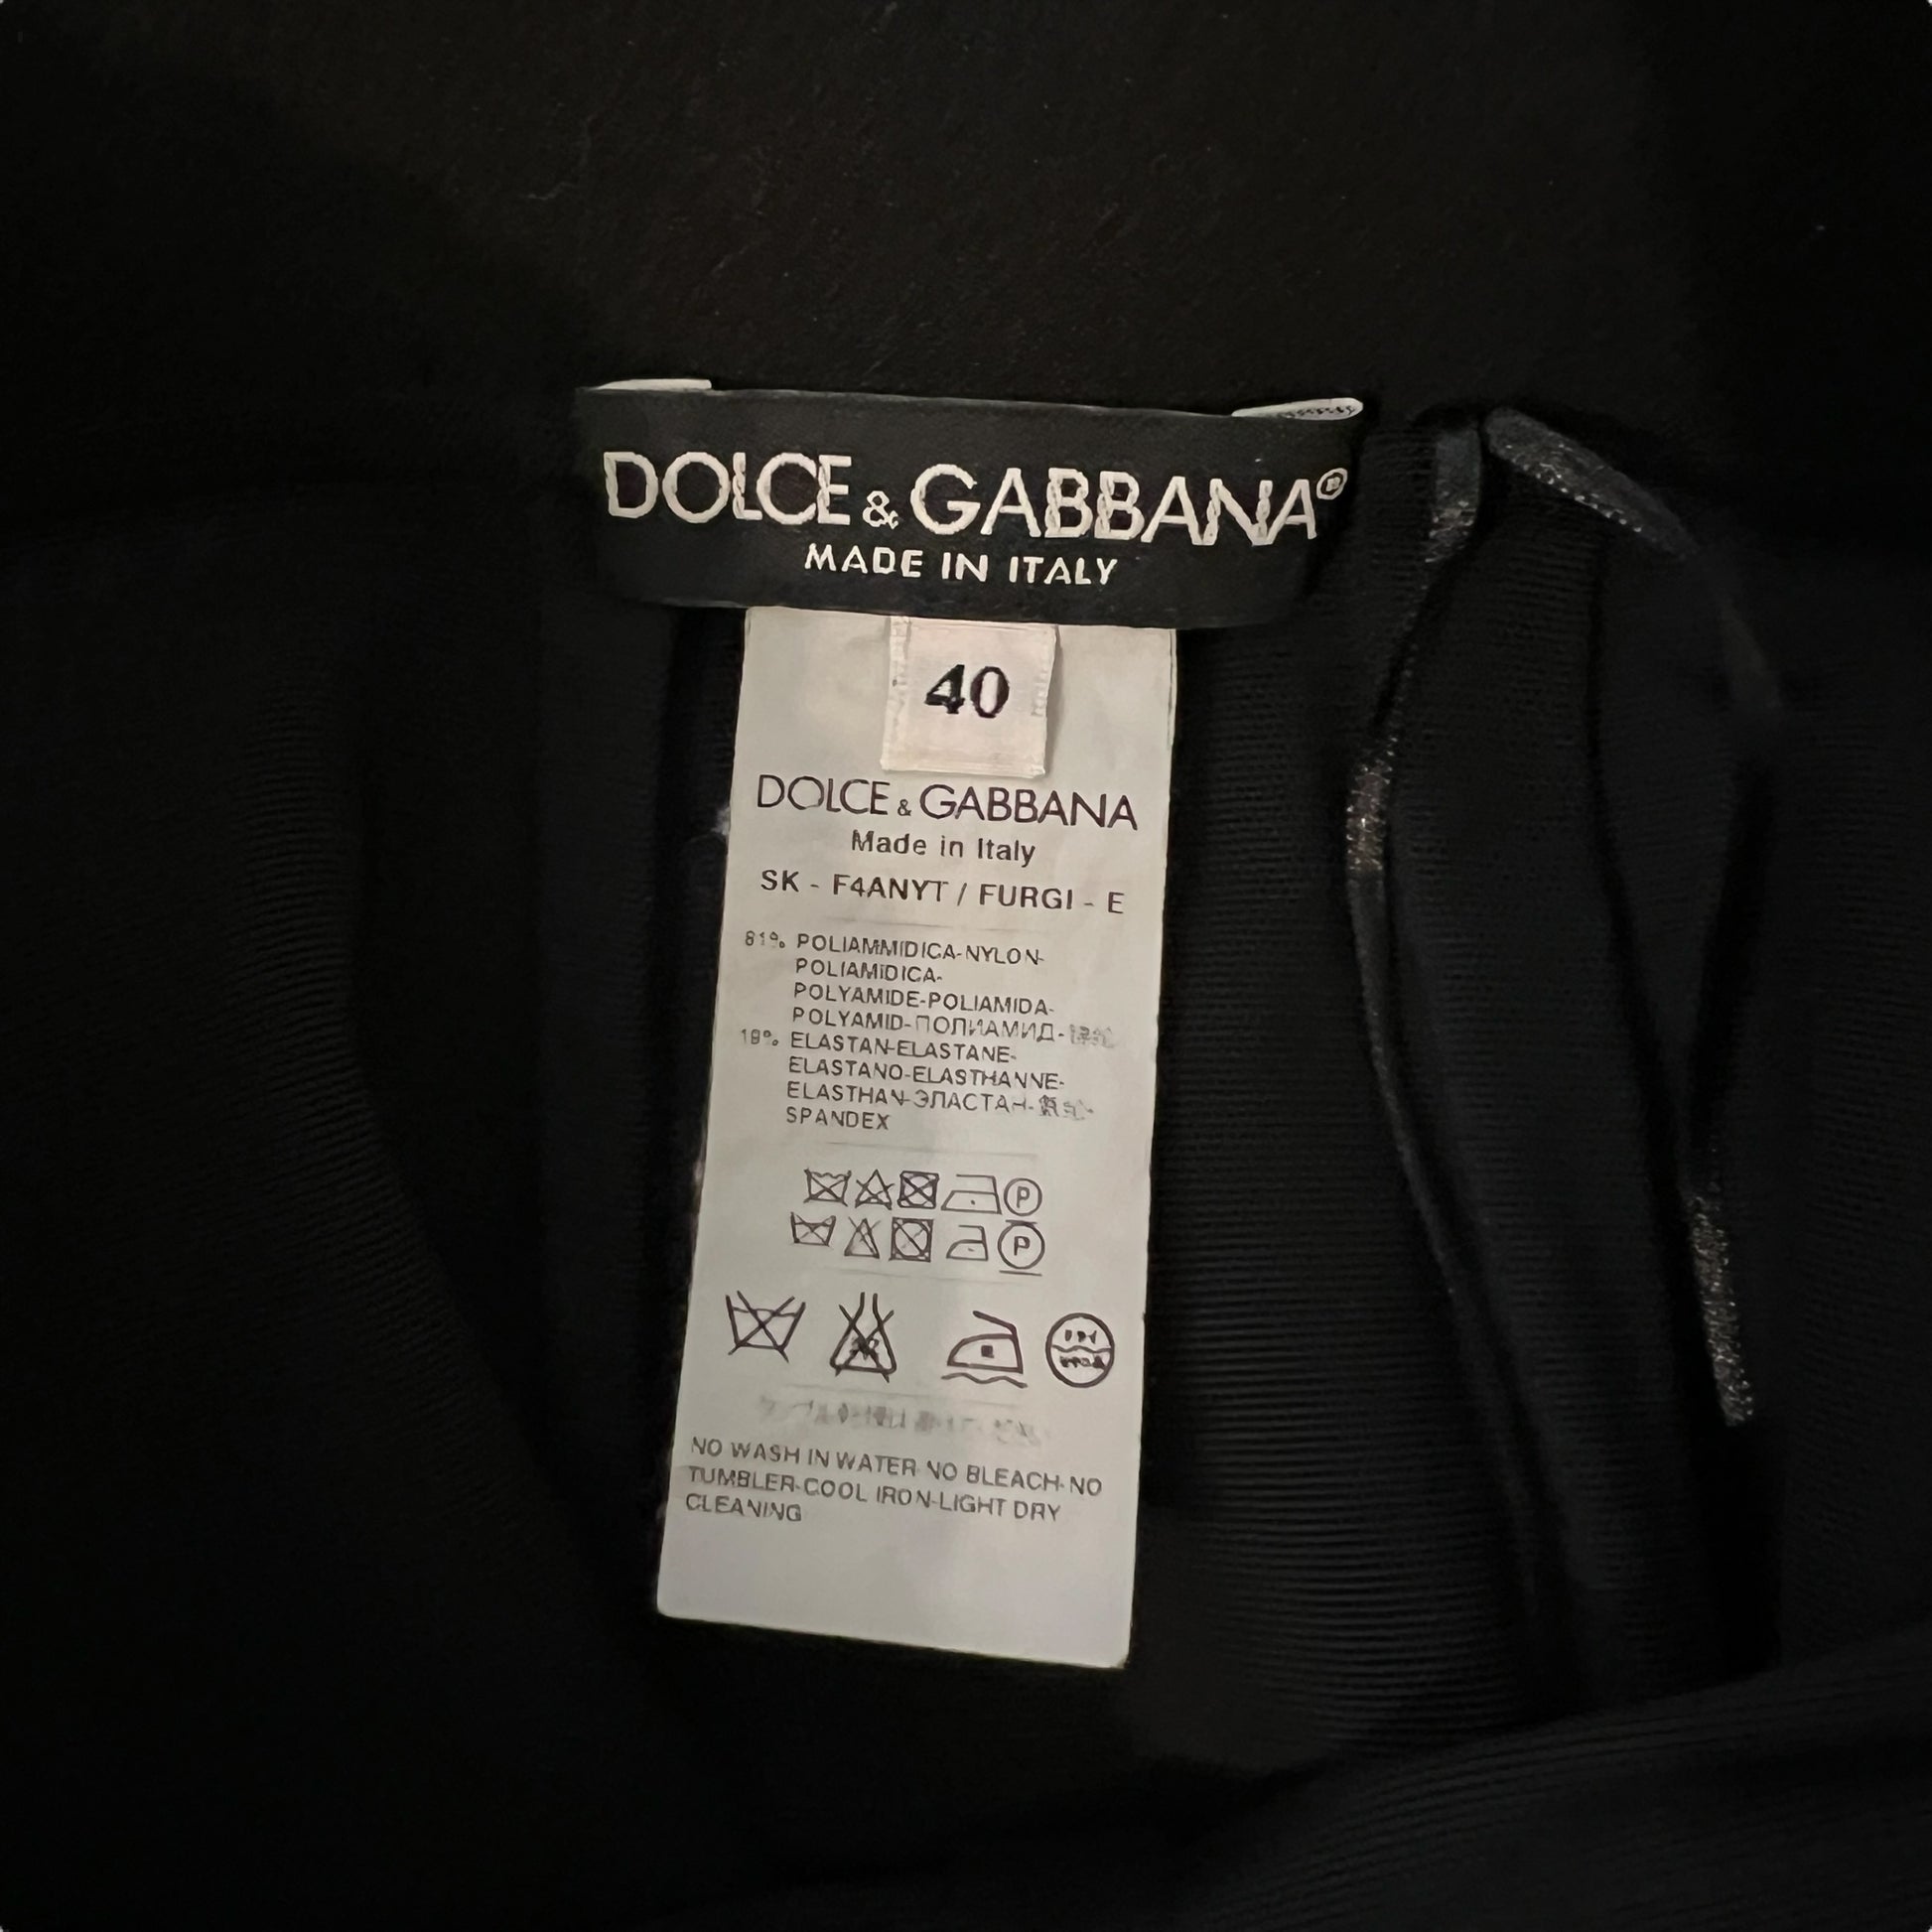 DOLCE & GABBANA®
MADE IN ITALY
40
DOLCE & GABBANA
Made in Italy
SK - F4ANYT / FURGI - E
81% POLIAMMIDICA-NYLON-
POLIAMIDICA-
POLYAMIDE-POLIAMIDA-
POLYAMID-ПОЛИАМИД-
19% ELASTAN-ELASTANE-
ELASTANO-ELASTHANNE-
ELASTHAN-ЭЛАСТАН-
SPANDEX
P
P
NO WASH IN WATER-NO BLEACH-NO
TUMBLER-COOL IRON-LIGHT DRY
CLEANING